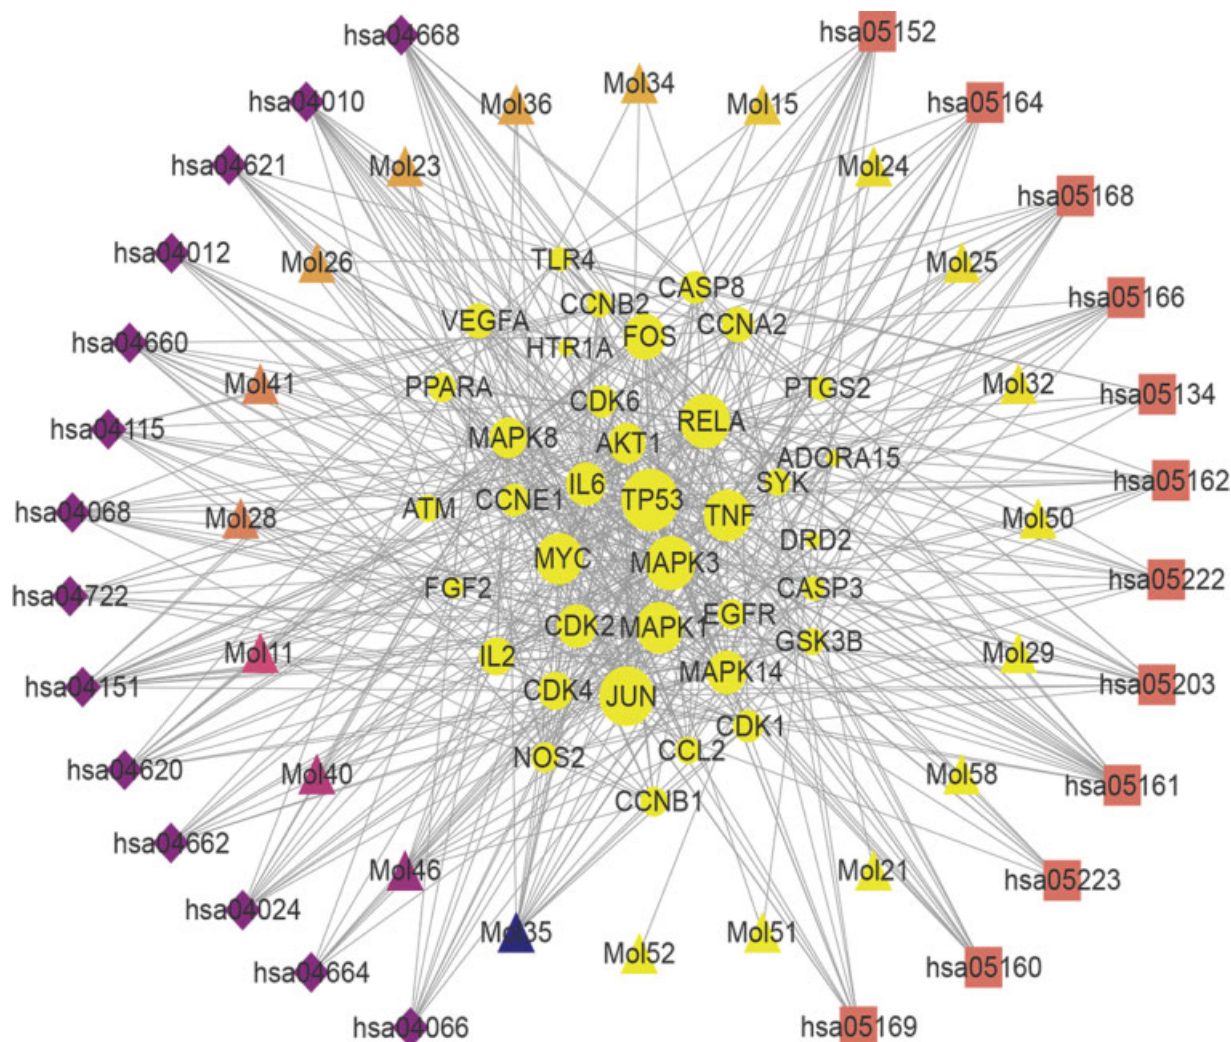 hsa04668
hsa05152
Mol34
hsa04010
Mol36
Mol15
hsa05164
hsa04621
Mol23
Mol24
hsa05168
hsa04012
Mol26
TLR4
CASP8
Mol25
hsa05166
CCNB2
VEGFA
FOS
CCNA2
hsa04660
HTR1A
Mol41
PPARA
PTGS2
Mol32
hsa05134
CDK6
hsa04115
MAPK8
AKT1
RELA
ADORA15
hsa05162
IL6
SYK
CCNE1
TP53
hsa04068
Mol28
ATM
TNF
Mol50
DRD2
MYC
MAPK3
hsa04722
FGF2
CASP3
hsa05222
EGFR
CDK2
MAPK1
GSK3B
Mol11
IL2
Mol29
MAPK14
hsa04151
CDK4
JUN
hsa05203
CDK1
NOS2
CCL2
hsa04620
Mol40
Mol58
hsa05161
CCNB1
hsa04662
Mol46
Mol21
hsa05223
hsa04024
Mol35
Mol51
Mol52
hsa04664
hsa05160
hsa04066
hsa05169